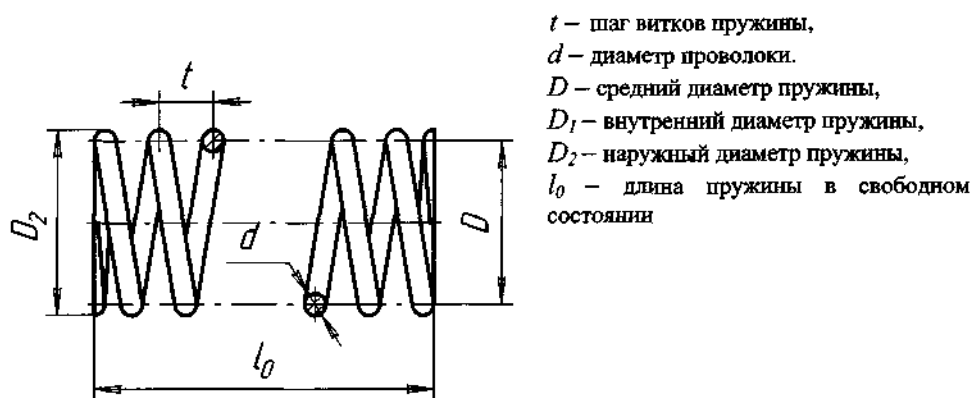 t – шаг витков пружины,
d – диаметр проволоки.
D – средний диаметр пружины,
D₁ – внутренний диаметр пружины,
D₂ – наружный диаметр пружины,
l₀ – длина пружины в свободном
состоянии
t
D₂
d
D
l₀